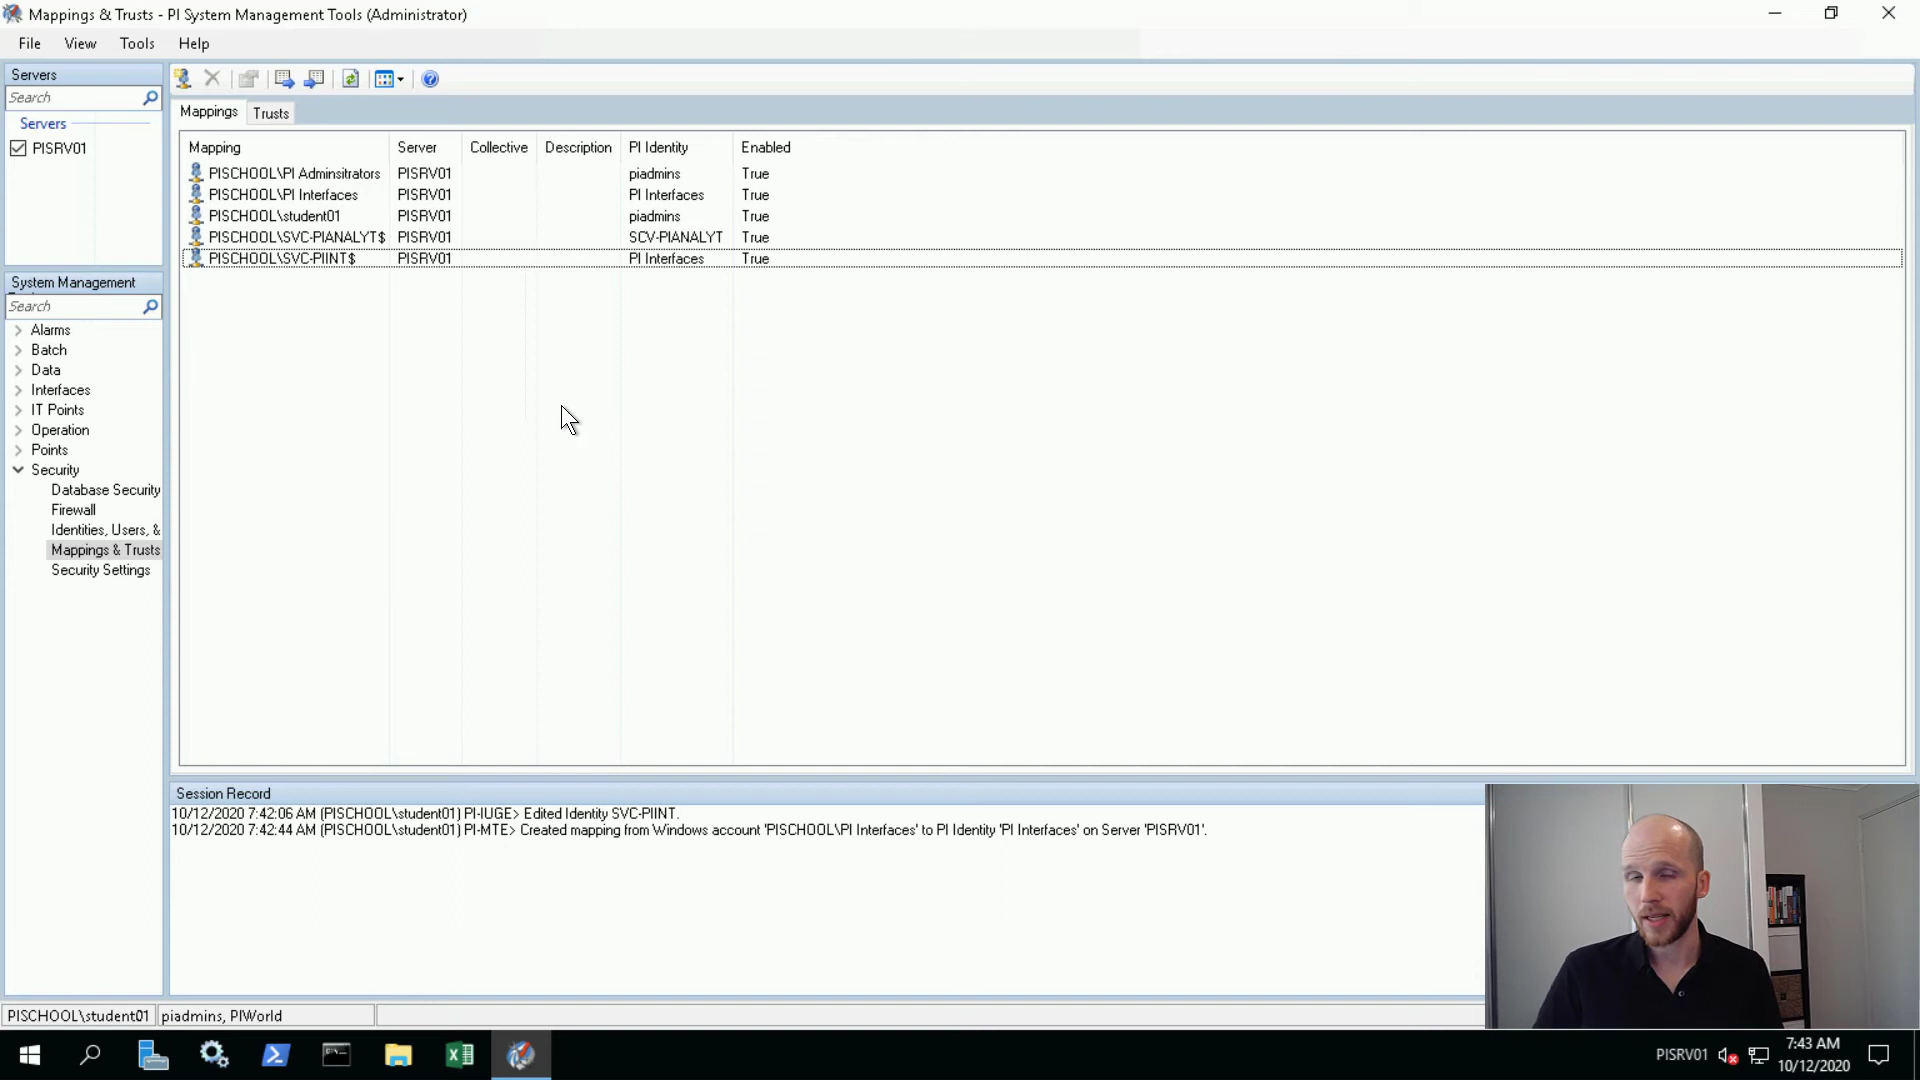 Mappings & Trusts - PI System Management Tools (Administrator)
File View Tools Help
Servers
Search
Servers
PISRV01
System Management
Search
Alarms
Batch
Data
Interfaces
IT Points
Operation
Points
Security
Database Security
Firewall
Identities, Users, &
Mappings & Trusts
Security Settings
Mappings Trusts
Mapping Server Collective Description PI Identity Enabled
PISCHOOL\PI Adminsitrators PISRV01 piadmins True
PISCHOOL\PI Interfaces PISRV01 PI Interfaces True
PISCHOOL\student01 PISRV01 piadmins True
PISCHOOL\SVC-PIANALYT$ PISRV01 SCV-PIANALYT True
PISCHOOL\SVC-PIINT$ PISRV01 PI Interfaces True
Session Record
10/12/2020 7:42:06 AM (PISCHOOL\student01) PI-IUGE> Edited Identity SVC-PIINT.
10/12/2020 7:42:44 AM (PISCHOOL\student01) PI-MTE> Created mapping from Windows account 'PISCHOOL\PI Interfaces' to PI Identity 'PI Interfaces' on Server 'PISRV01'.
PISCHOOL\student01 piadmins, PIWorld
PISRV01
7:43 AM
10/12/2020